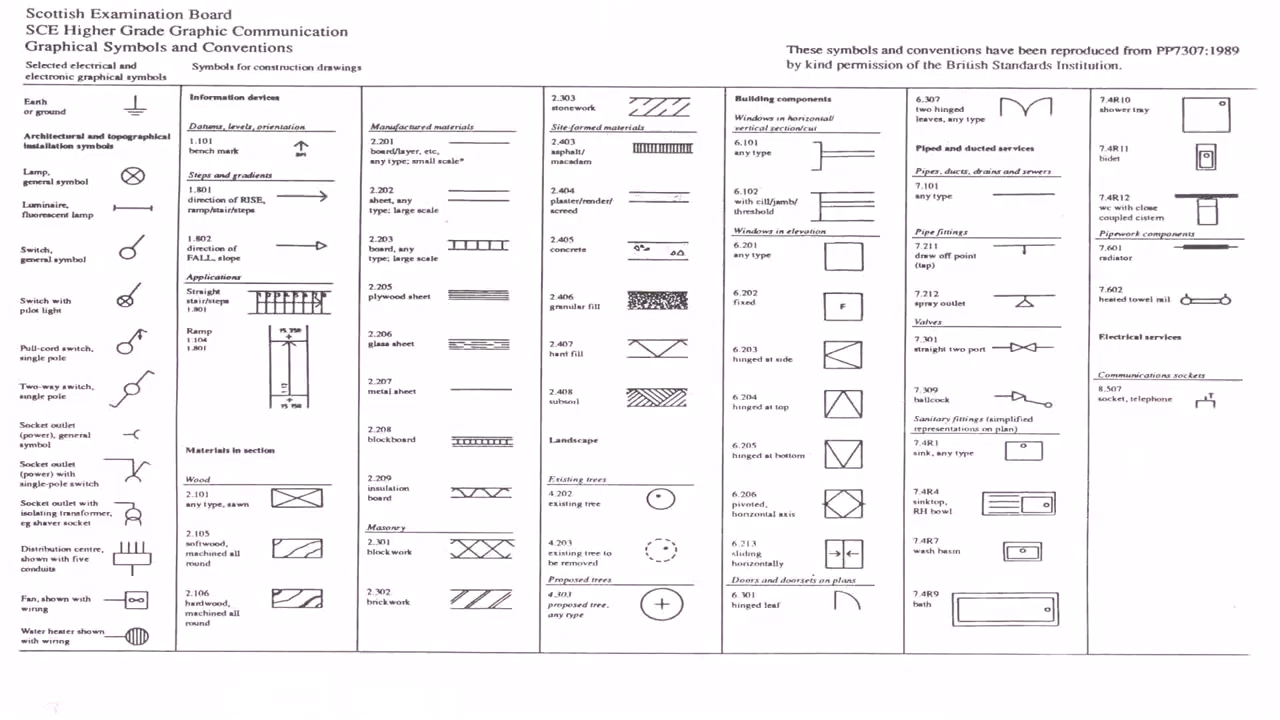 Scottish Examination Board
SCE Higher Grade Graphic Communication
Graphical Symbols and Conventions
These symbols and conventions have been reproduced from PP7307:1989
by kind permission of the British Standards Institution.
Selected electrical and
electronic graphical symbols
Symbols for construction drawings
Earth
or ground
Architectural and topographical
installation symbols
Lamp,
general symbol
Luminaire,
fluorescent lamp
Switch,
general symbol
Switch with
pilot light
Pull-cord switch,
single pole
Two-way switch,
single pole
Socket outlet
(power), general
symbol
Socket outlet
(power) with
single-pole switch
Socket outlet with
isolating transformer,
eg shaver socket
Distribution centre,
shown with five
conduits
Fan, shown with
wiring
Water heater shown
with wiring
Information devices
Datums, levels, orientation
1.101
bench mark
BM
Steps and gradients
1.801
direction of RISE,
ramp/stair/steps
1.802
direction of
FALL, slope
Applications
Straight
stair/steps
1.801
1 2 3 4 5 6 7 8
Ramp
1.104
1.801
15.350
15.150
Materials in section
Wood
2.101
any type, sawn
2.105
softwood,
machined all
round
2.106
hardwood,
machined all
round
Manufactured materials
2.201
board/layer, etc,
any type; small scale*
2.202
sheet, any
type; large scale
2.203
board, any
type; large scale
2.205
plywood sheet
2.206
glass sheet
2.207
metal sheet
2.208
blockboard
2.209
insulation
board
Masonry
2.301
blockwork
2.302
brickwork
2.303
stonework
Site-formed materials
2.403
asphalt/
macadam
2.404
plaster/render/
screed
2.405
concrete
2.406
granular fill
2.407
hard fill
2.408
subsoil
Landscape
Existing trees
4.202
existing tree
4.203
existing tree to
be removed
Proposed trees
4.303
proposed tree,
any type
Building components
Windows in horizontal/
vertical section/cut
6.101
any type
6.102
with cill/jamb/
threshold
Windows in elevation
6.201
any type
6.202
fixed
F
6.203
hinged at side
6.204
hinged at top
6.205
hinged at bottom
6.206
pivoted,
horizontal axis
6.213
sliding
horizontally
Doors and doorsets on plans
6.301
hinged leaf
6.307
two hinged
leaves, any type
Piped and ducted services
Pipes, ducts, drains and sewers
7.101
any type
Pipe fittings
7.211
draw off point
(tap)
7.212
spray outlet
Valves
7.301
straight two port
7.309
ballcock
Sanitary fittings (simplified
representations on plan)
7.4R1
sink, any type
7.4R4
sinktop,
RH bowl
7.4R7
wash basin
7.4R9
bath
7.4R10
shower tray
7.4R11
bidet
7.4R12
wc with close
coupled cistern
Pipework components
7.601
radiator
7.602
heated towel rail
Electrical services
Communications sockets
8.507
socket, telephone